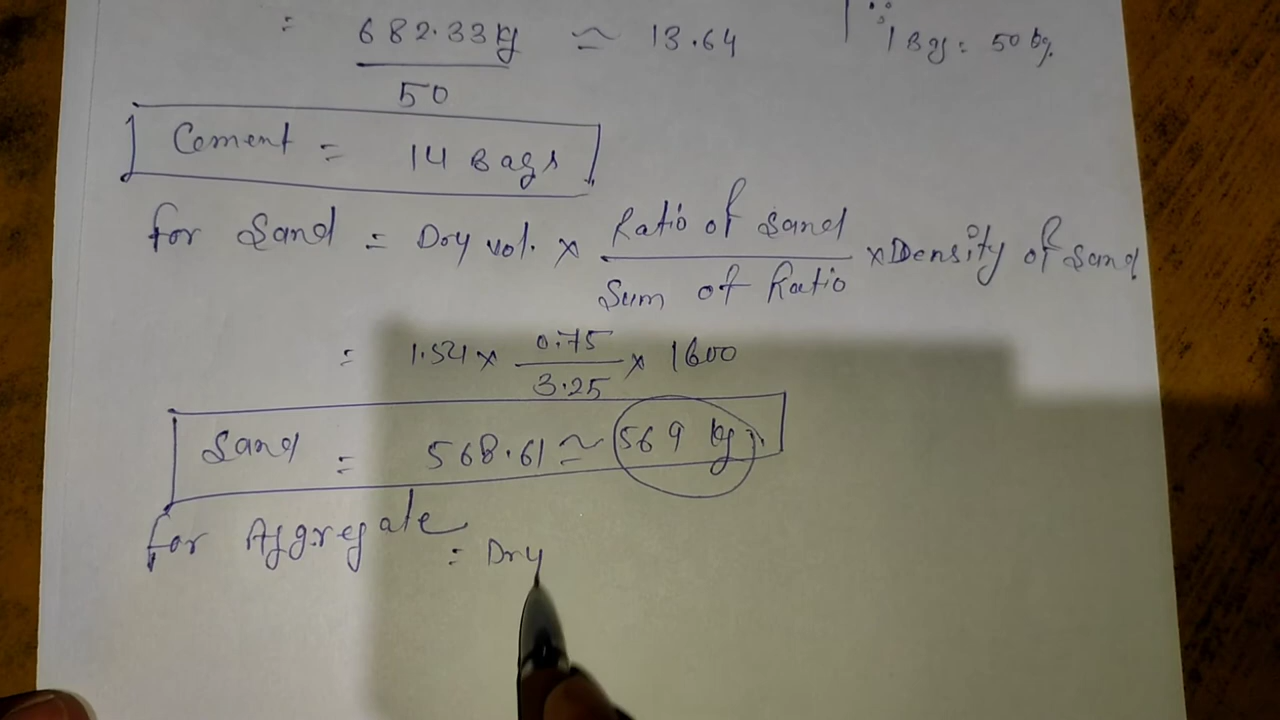 = 682.33 kg ≃ 13.64
50
∴ 1 Bag = 50 kg.
Cement = 14 Bags
for Sand = Dry vol. × Ratio of Sand × Density of Sand
Sum of Ratio
= 1.54 × 0.75 × 1600
3.25
Sand = 568.61 ≃ 569 kg.
for Aggregate
= Dry